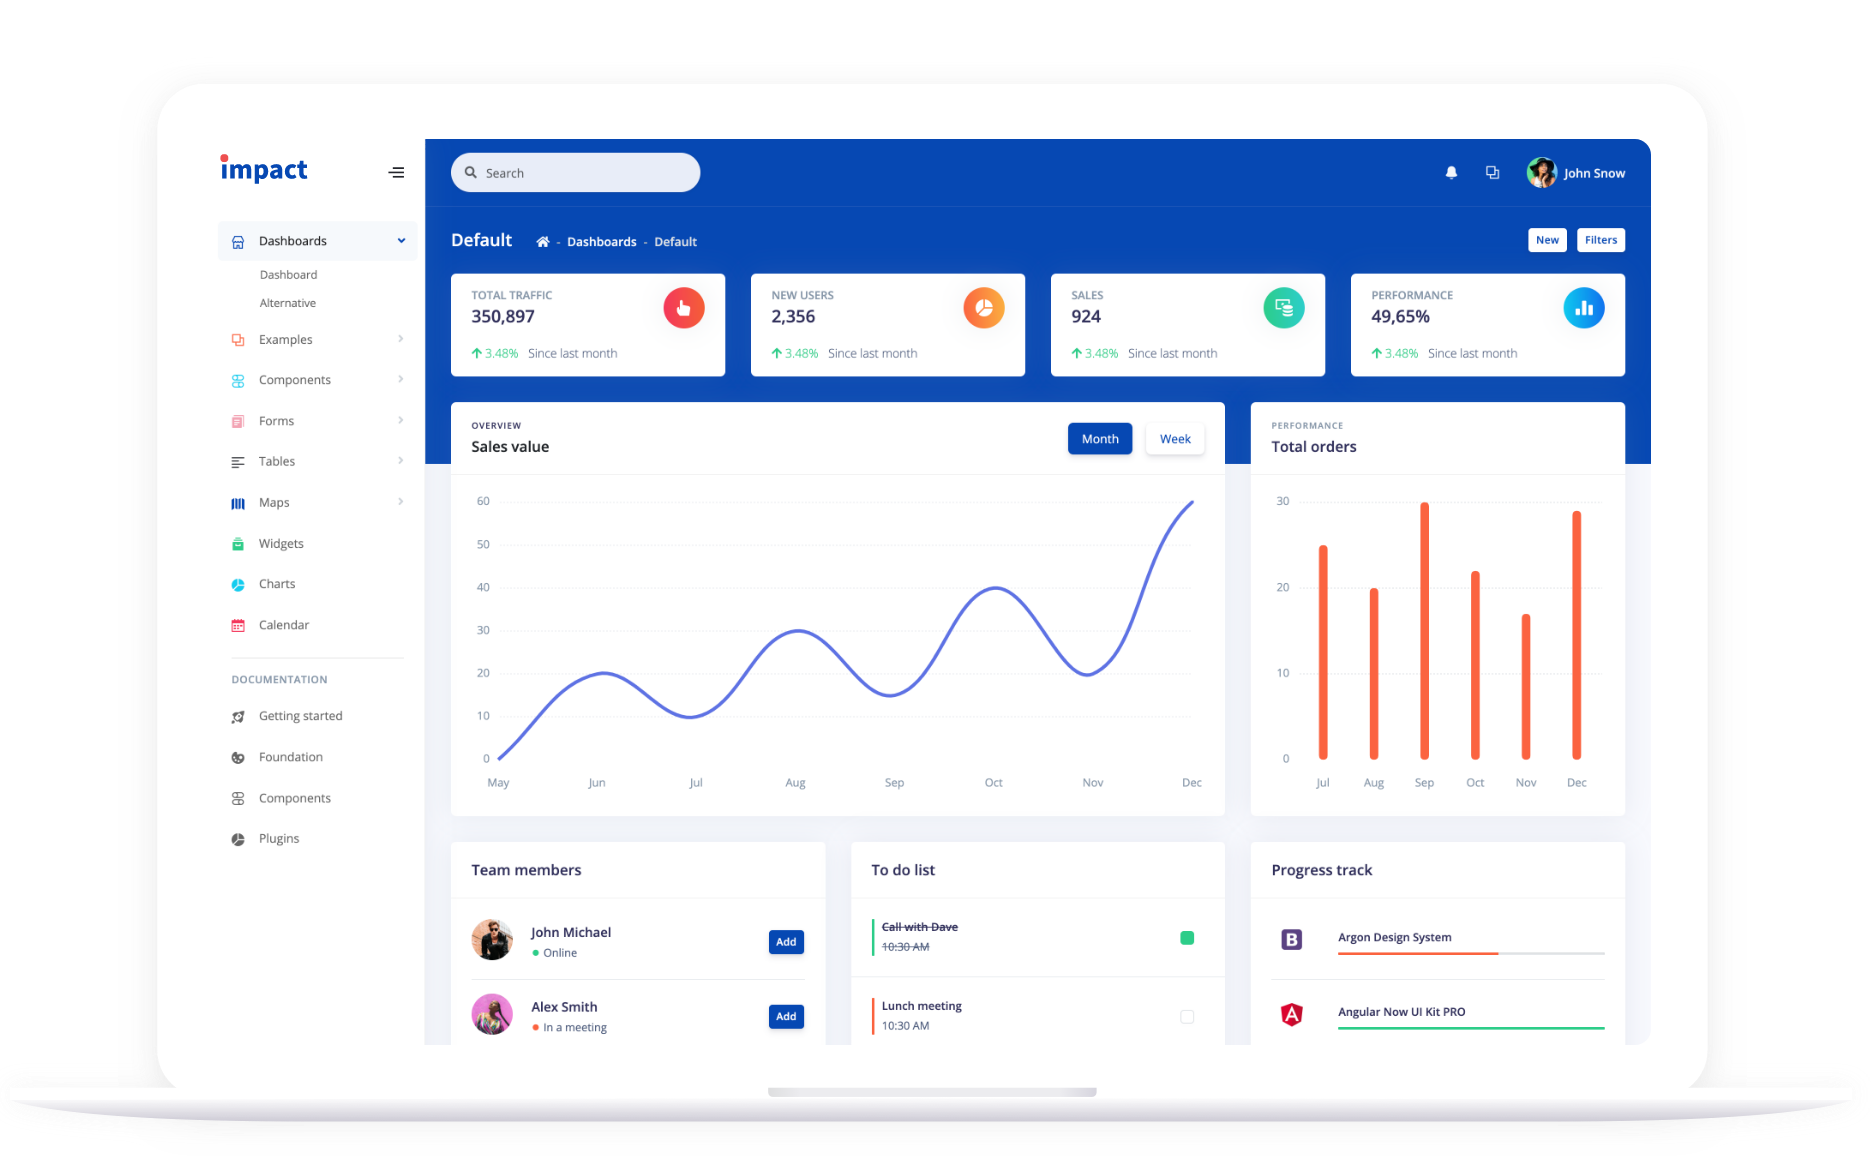 impact
Dashboards
Dashboard
Alternative
Examples
Components
Forms
Tables
Maps
Widgets
Charts
Calendar
DOCUMENTATION
Getting started
Foundation
Components
Plugins
Search
John Snow
Default
- Dashboards - Default
New
Filters
TOTAL TRAFFIC
350,897
3.48% Since last month
NEW USERS
2,356
3.48% Since last month
SALES
924
3.48% Since last month
PERFORMANCE
49,65%
3.48% Since last month
OVERVIEW
Sales value
Month
Week
60
50
40
30
20
10
0
May Jun Jul Aug Sep Oct Nov Dec
PERFORMANCE
Total orders
30
20
10
0
Jul Aug Sep Oct Nov Dec
Team members
John Michael
Online
Add
Alex Smith
In a meeting
Add
To do list
Call with Dave
10:30 AM
Lunch meeting
10:30 AM
Progress track
B
Argon Design System
A
Angular Now UI Kit PRO